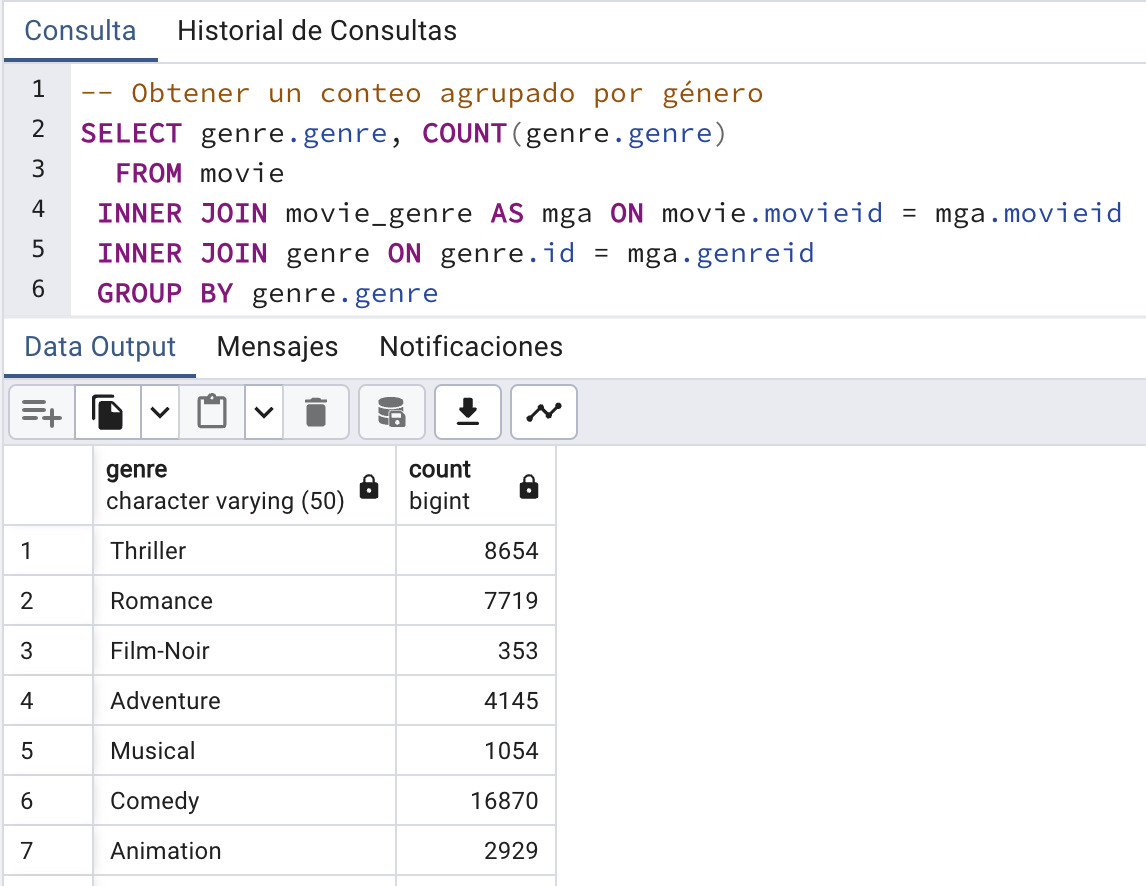 Consulta Historial de Consultas
1 -- Obtener un conteo agrupado por género
2 SELECT genre.genre, COUNT(genre.genre)
3 FROM movie
4 INNER JOIN movie_genre AS mga ON movie.movieid = mga.movieid
5 INNER JOIN genre ON genre.id = mga.genreid
6 GROUP BY genre.genre
Data Output Mensajes Notificaciones
genre count
character varying (50) bigint
1 Thriller 8654
2 Romance 7719
3 Film-Noir 353
4 Adventure 4145
5 Musical 1054
6 Comedy 16870
7 Animation 2929